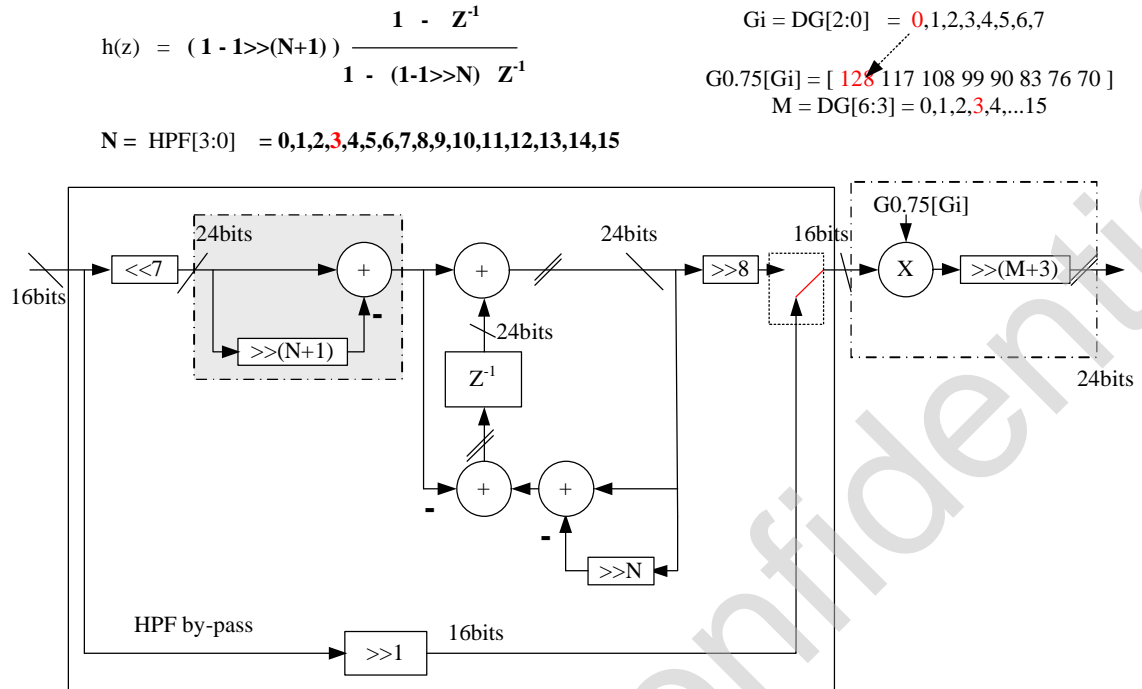 1 - Z-1
h(z) = ( 1 - 1>>(N+1) )
1 - (1-1>>N) Z-1
Gi = DG[2:0] = 0,1,2,3,4,5,6,7
G0.75[Gi] = [ 128 117 108 99 90 83 76 70 ]
M = DG[6:3] = 0,1,2,3,4,...15
N = HPF[3:0] = 0,1,2,3,4,5,6,7,8,9,10,11,12,13,14,15
G0.75[Gi]
24bits
24bits
16bits
<<7
+
+
>>8
X
>>(M+3)
16bits
-
>>(N+1)
24bits
Z-1
24bits
+
+
-
-
>>N
HPF by-pass
16bits
>>1
onfidentia